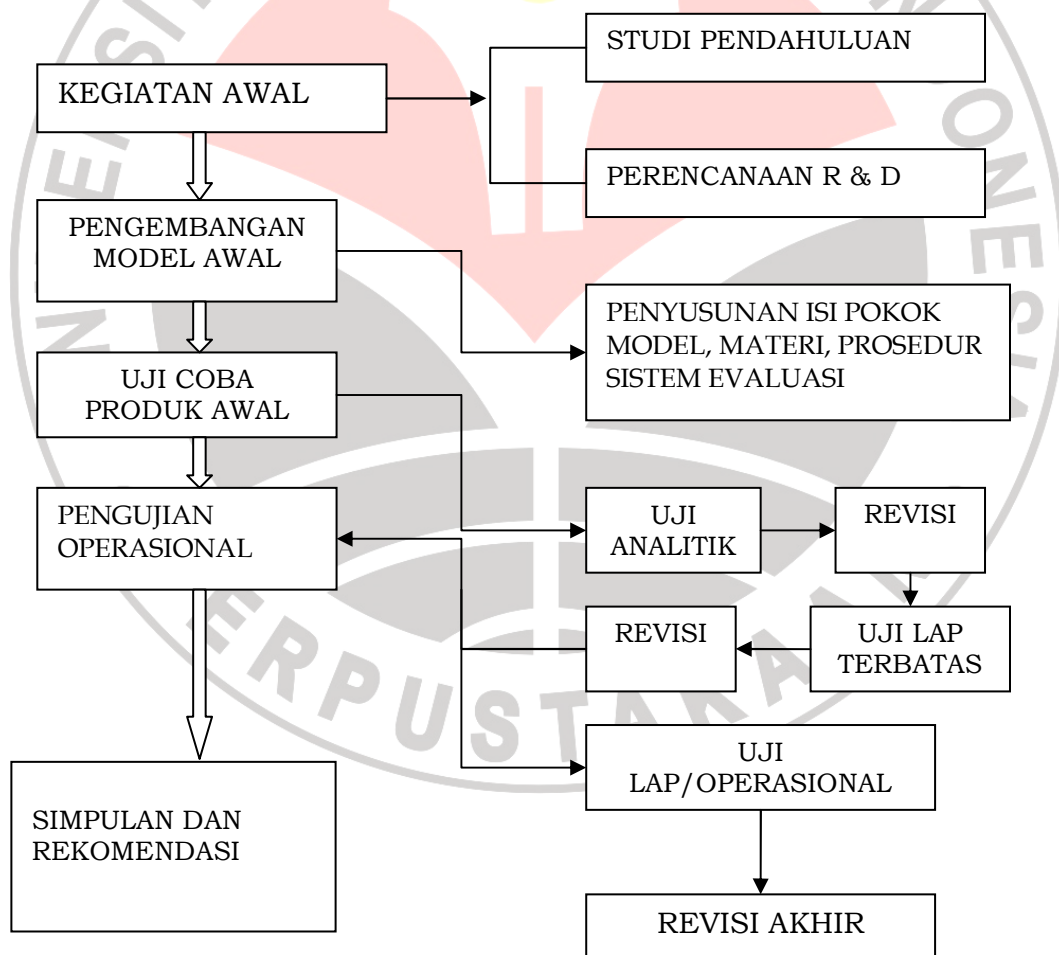 STUDI PENDAHULUAN
KEGIATAN AWAL
PERENCANAAN R & D
PENGEMBANGAN
MODEL AWAL
PENYUSUNAN ISI POKOK
MODEL, MATERI, PROSEDUR
SISTEM EVALUASI
UJI COBA
PRODUK AWAL
PENGUJIAN
OPERASIONAL
UJI
ANALITIK
REVISI
REVISI
UJI LAP
TERBATAS
UJI
LAP/OPERASIONAL
SIMPULAN DAN
REKOMENDASI
REVISI AKHIR